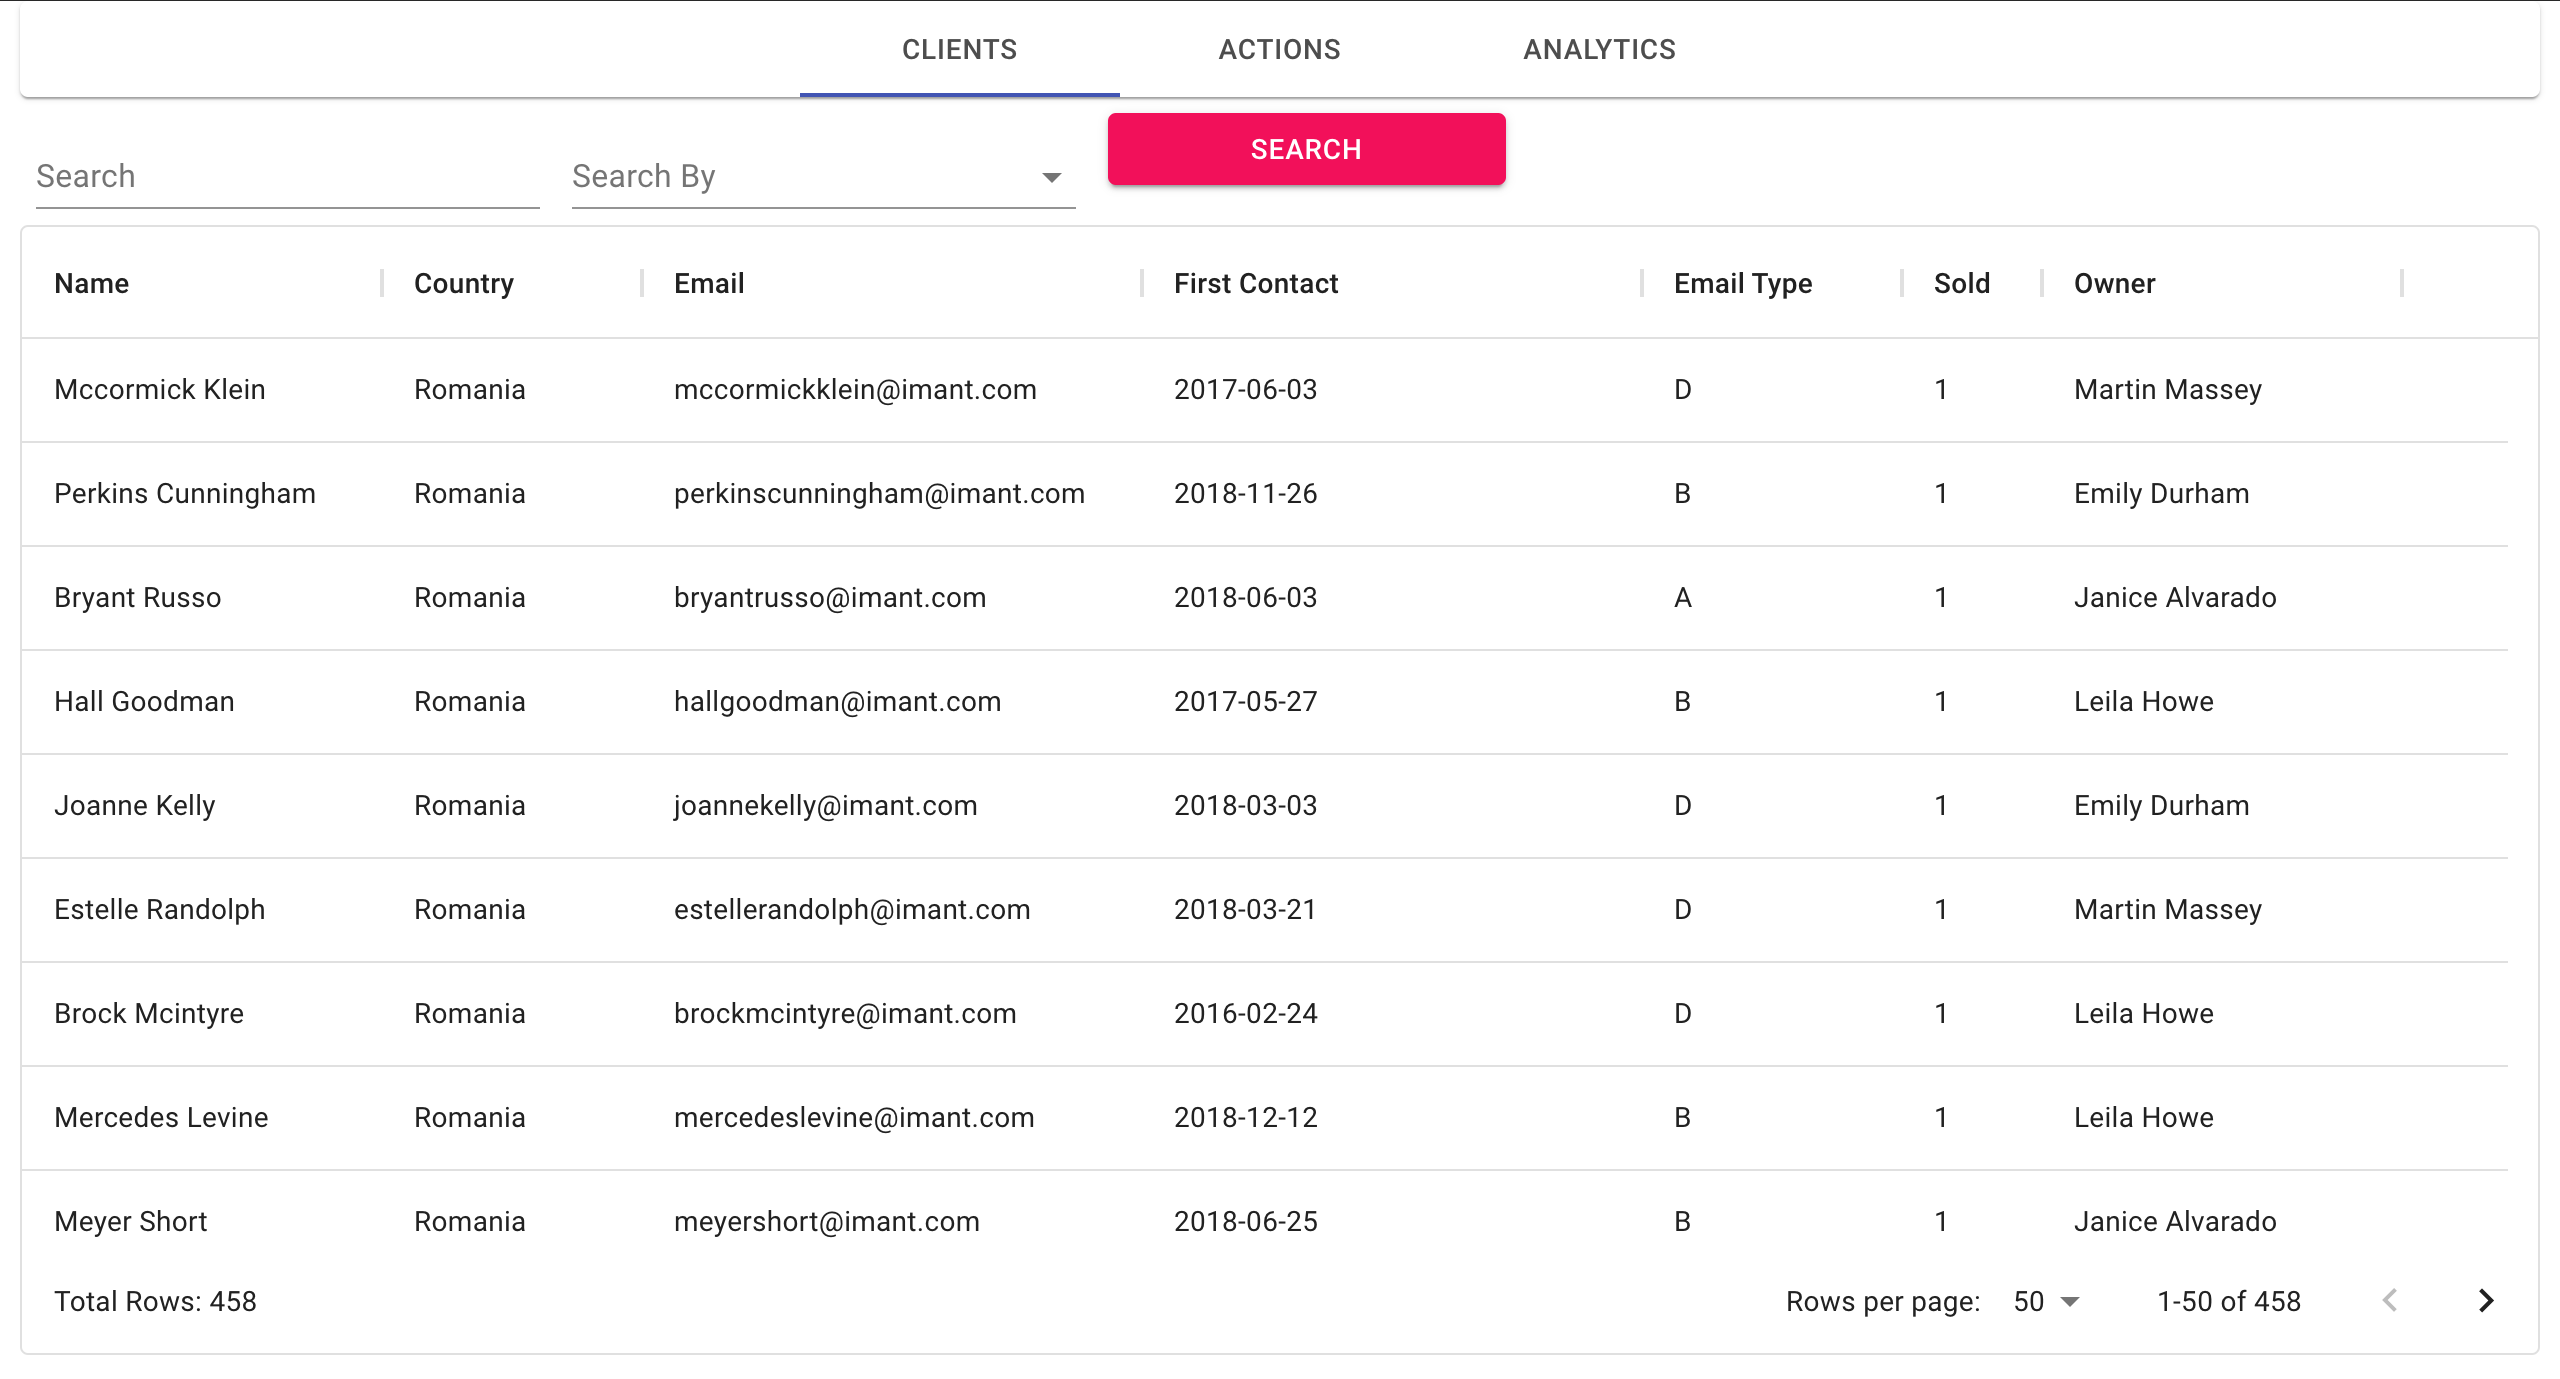 CLIENTS ACTIONS ANALYTICS
Search Search By SEARCH
Name Country Email First Contact Email Type Sold Owner
Mccormick Klein Romania mccormickklein@imant.com 2017-06-03 D 1 Martin Massey
Perkins Cunningham Romania perkinscunningham@imant.com 2018-11-26 B 1 Emily Durham
Bryant Russo Romania bryantrusso@imant.com 2018-06-03 A 1 Janice Alvarado
Hall Goodman Romania hallgoodman@imant.com 2017-05-27 B 1 Leila Howe
Joanne Kelly Romania joannekelly@imant.com 2018-03-03 D 1 Emily Durham
Estelle Randolph Romania estellerandolph@imant.com 2018-03-21 D 1 Martin Massey
Brock Mcintyre Romania brockmcintyre@imant.com 2016-02-24 D 1 Leila Howe
Mercedes Levine Romania mercedeslevine@imant.com 2018-12-12 B 1 Leila Howe
Meyer Short Romania meyershort@imant.com 2018-06-25 B 1 Janice Alvarado
Total Rows: 458 Rows per page: 50 1-50 of 458